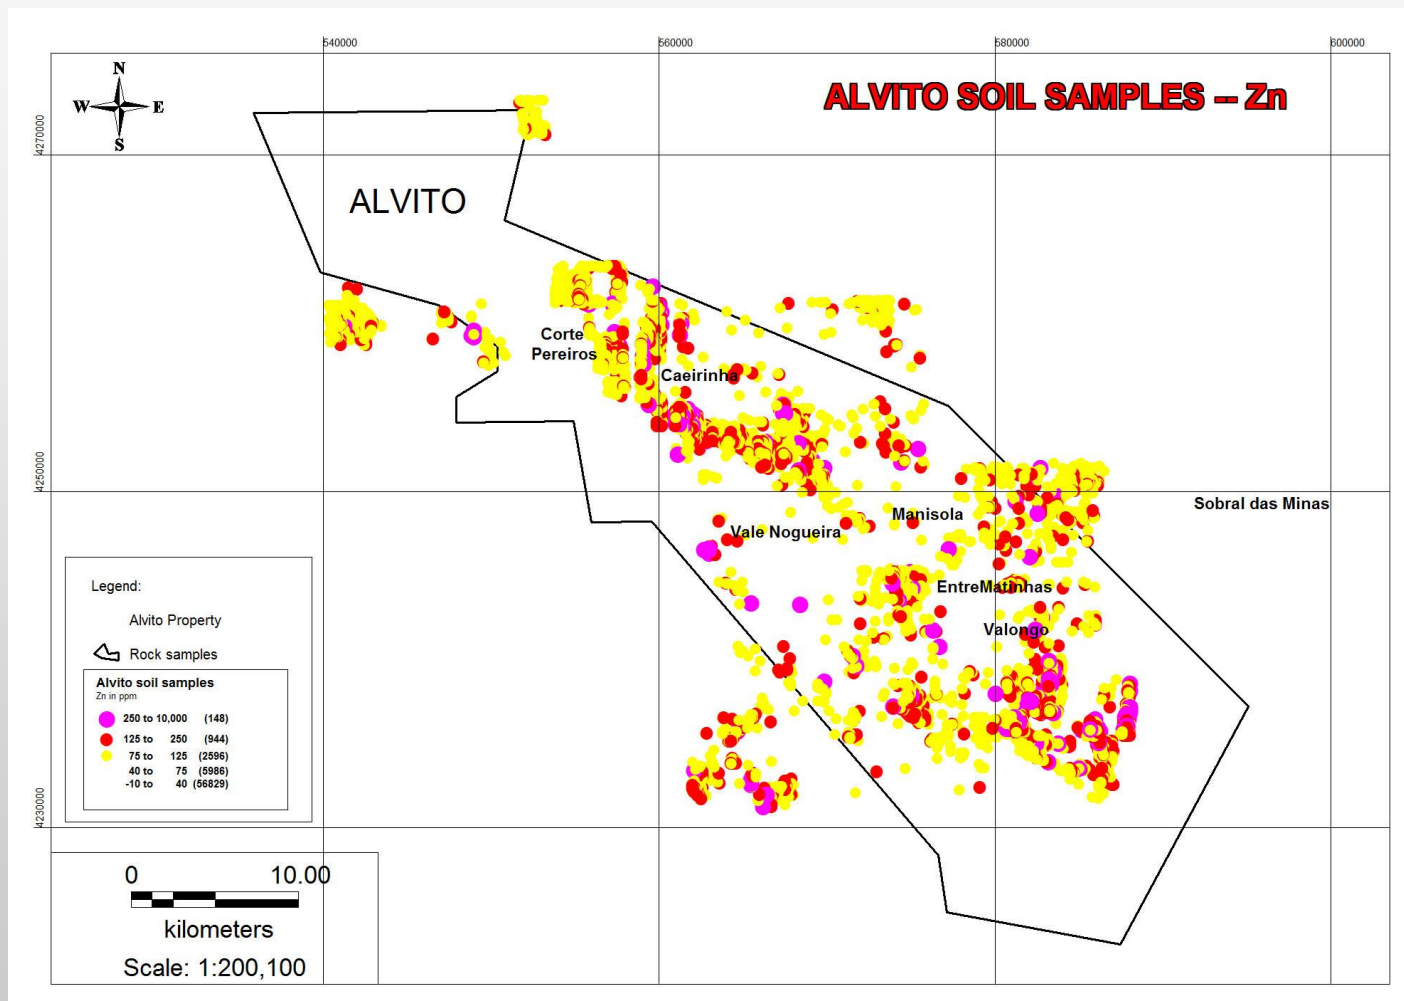 540000
560000
580000
600000
N
W E
S
ALVITO SOIL SAMPLES -- Zn
4270000
ALVITO
Corte
Pereiros
Caeirinha
4250000
Sobral das Minas
Manisola
Vale Nogueira
EntreMatinhas
Valongo
Legend:
Alvito Property
Rock samples
Alvito soil samples
Zn in ppm
250 to 10,000 (148)
125 to 250 (944)
75 to 125 (2596)
40 to 75 (5986)
-10 to 40 (56829)
4230000
0 10.00
kilometers
Scale: 1:200,100